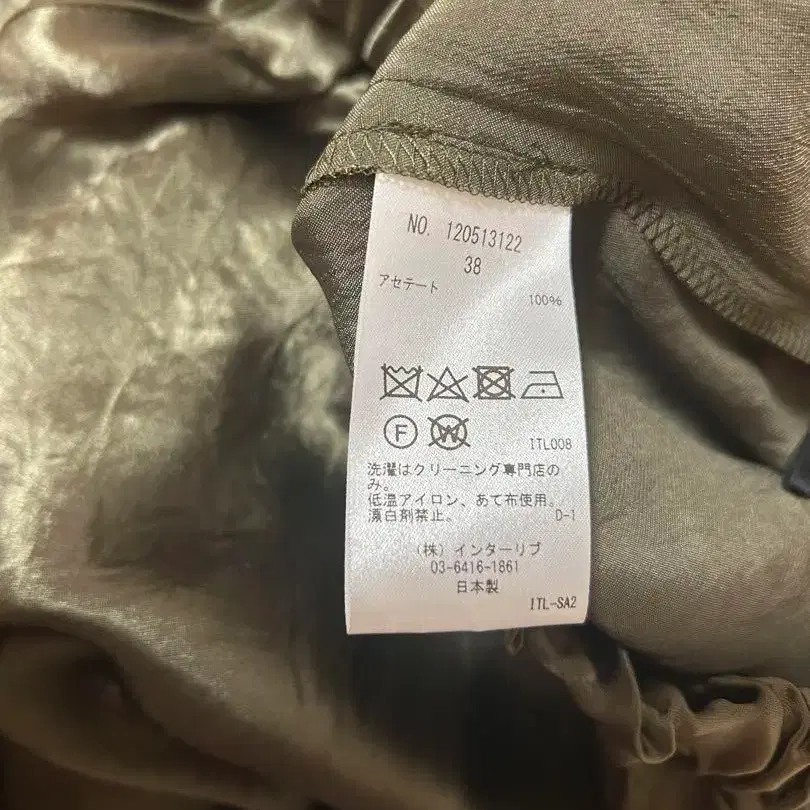 NO. 120513122
38
アセテート
100%
F W
ITL008
洗濯はクリーニング専門店の
み。
低温アイロン、あて布使用。
漂白剤禁止。 D-1
(株) インターリブ
03-6416-1861
日本製
ITL-SA2